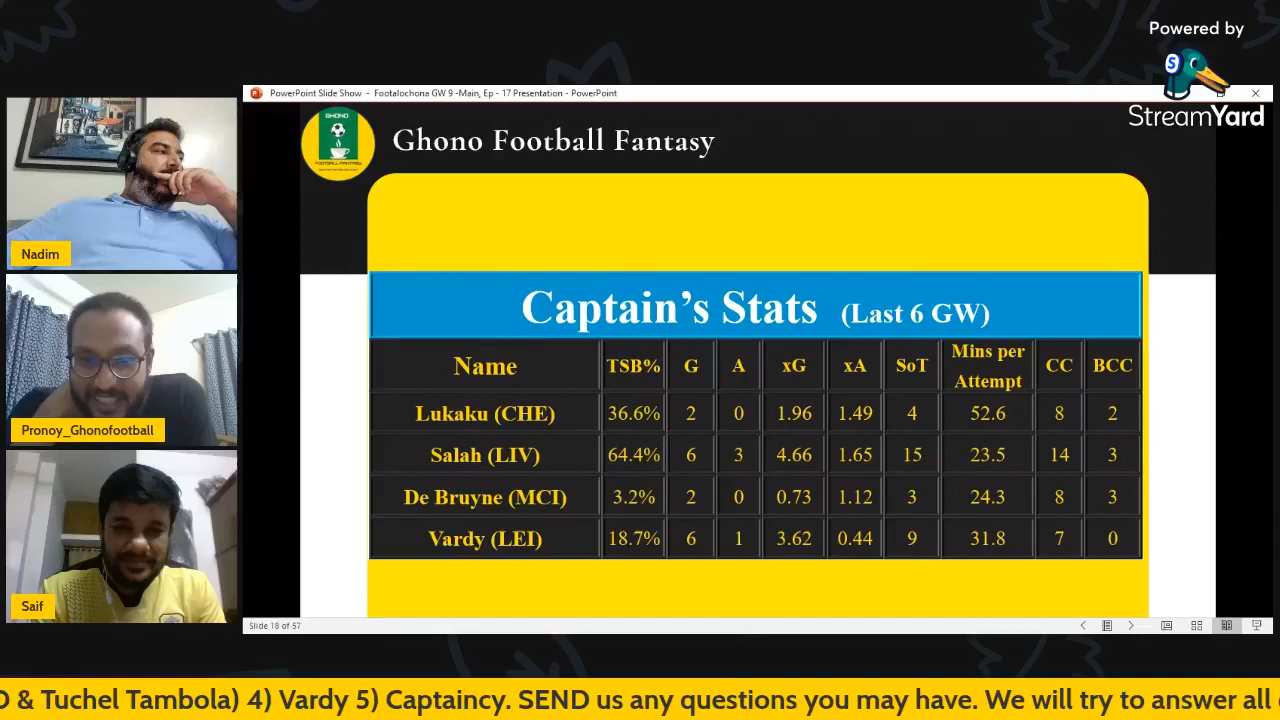 Powered by
StreamYard
PowerPoint Slide Show - Footalochona GW 9 -Main, Ep - 17 Presentation - PowerPoint
GHONO
FOOTBALL FANTASY
Ghono Football Fantasy
Captain's Stats (Last 6 GW)
Name TSB% G A xG xA SoT Mins per Attempt CC BCC
Lukaku (CHE) 36.6% 2 0 1.96 1.49 4 52.6 8 2
Salah (LIV) 64.4% 6 3 4.66 1.65 15 23.5 14 3
De Bruyne (MCI) 3.2% 2 0 0.73 1.12 3 24.3 8 3
Vardy (LEI) 18.7% 6 1 3.62 0.44 9 31.8 7 0
Nadim
Pronoy_Ghonofootball
Saif
Slide 18 of 57
& Tuchel Tambola) 4) Vardy 5) Captaincy. SEND us any questions you may have. We will try to answer all